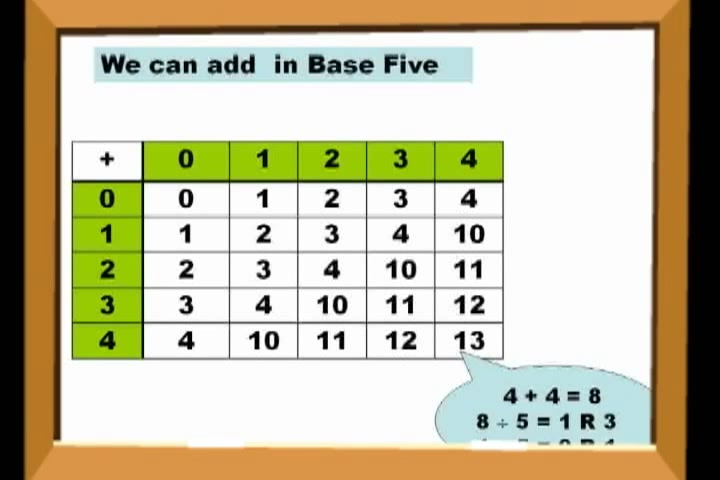 We can add in Base Five
+ 0 1 2 3 4
0 0 1 2 3 4
1 1 2 3 4 10
2 2 3 4 10 11
3 3 4 10 11 12
4 4 10 11 12 13
4 + 4 = 8
8 ÷ 5 = 1 R 3